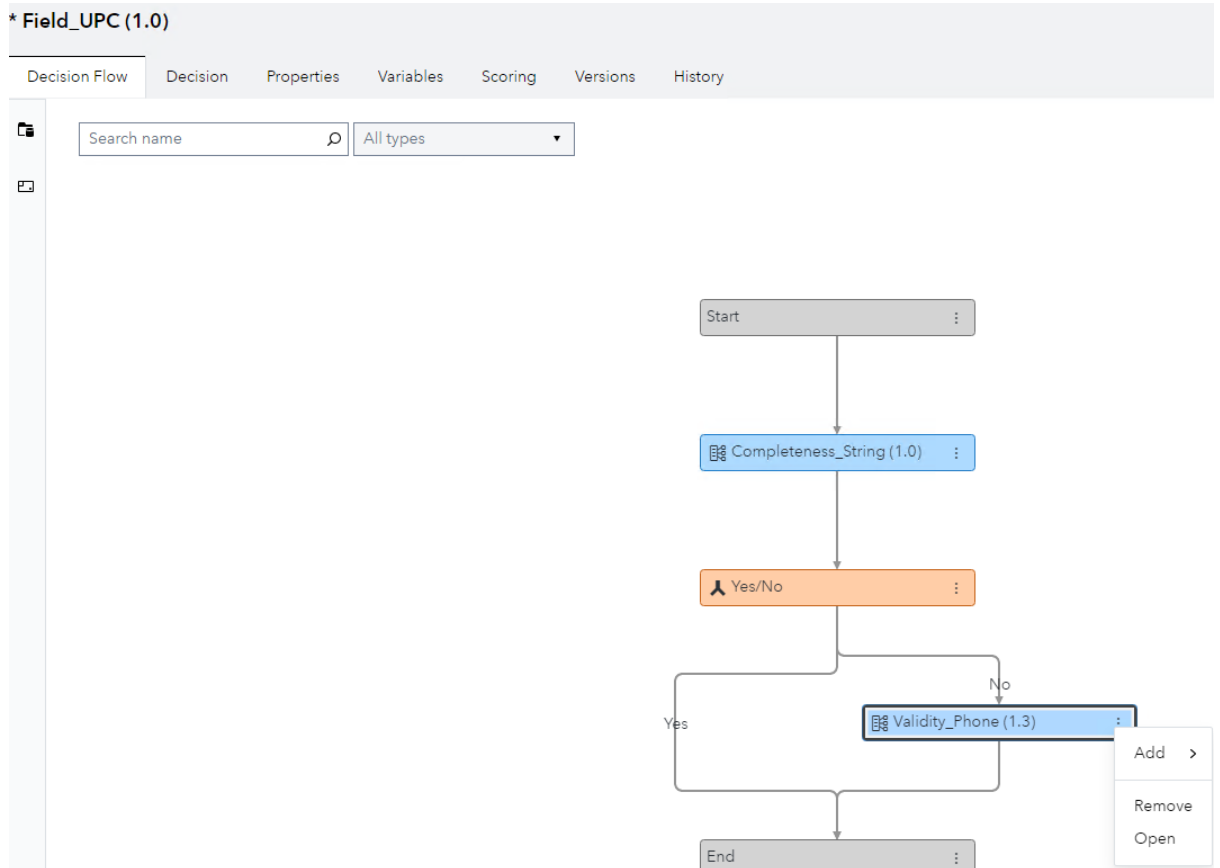 * Field_UPC (1.0)
Decision Flow Decision Properties Variables Scoring Versions History
Search name All types
Start
Completeness_String (1.0)
Yes/No
No
Yes
Validity_Phone (1.3)
Add
Remove
Open
End